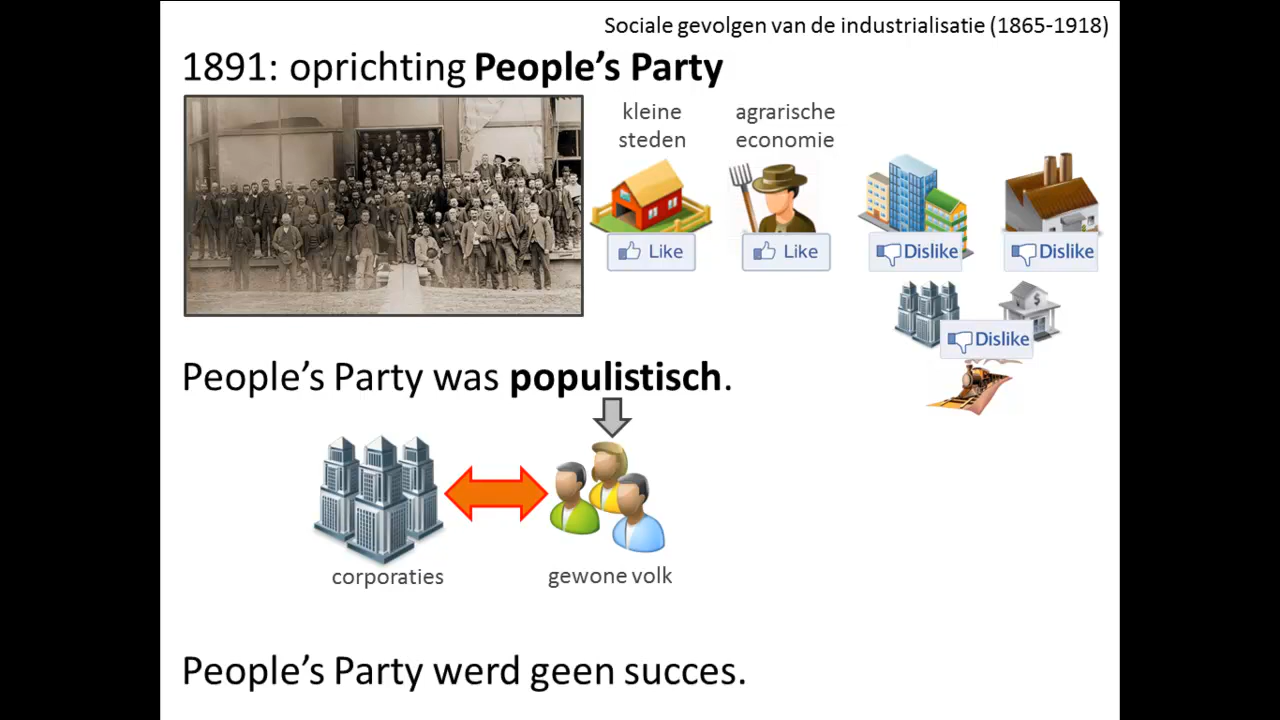 Sociale gevolgen van de industrialisatie (1865-1918)
1891: oprichting People's Party
kleine
steden
agrarische
economie
Like
Like
Dislike
Dislike
Dislike
People's Party was populistisch.
corporaties
gewone volk
People's Party werd geen succes.